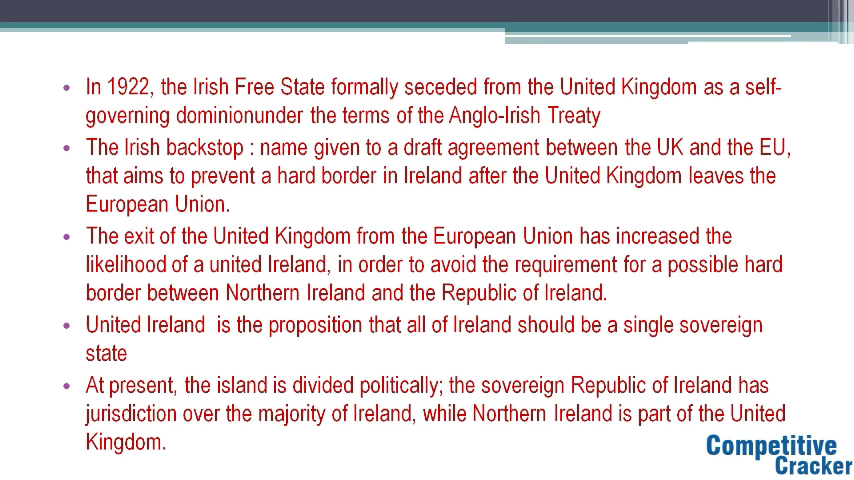 • In 1922, the Irish Free State formally seceded from the United Kingdom as a self-
governing dominionunder the terms of the Anglo-Irish Treaty
• The Irish backstop : name given to a draft agreement between the UK and the EU,
that aims to prevent a hard border in Ireland after the United Kingdom leaves the
European Union.
• The exit of the United Kingdom from the European Union has increased the
likelihood of a united Ireland, in order to avoid the requirement for a possible hard
border between Northern Ireland and the Republic of Ireland.
• United Ireland is the proposition that all of Ireland should be a single sovereign
state
• At present, the island is divided politically; the sovereign Republic of Ireland has
jurisdiction over the majority of Ireland, while Northern Ireland is part of the United
Kingdom.
Competitive
Cracker